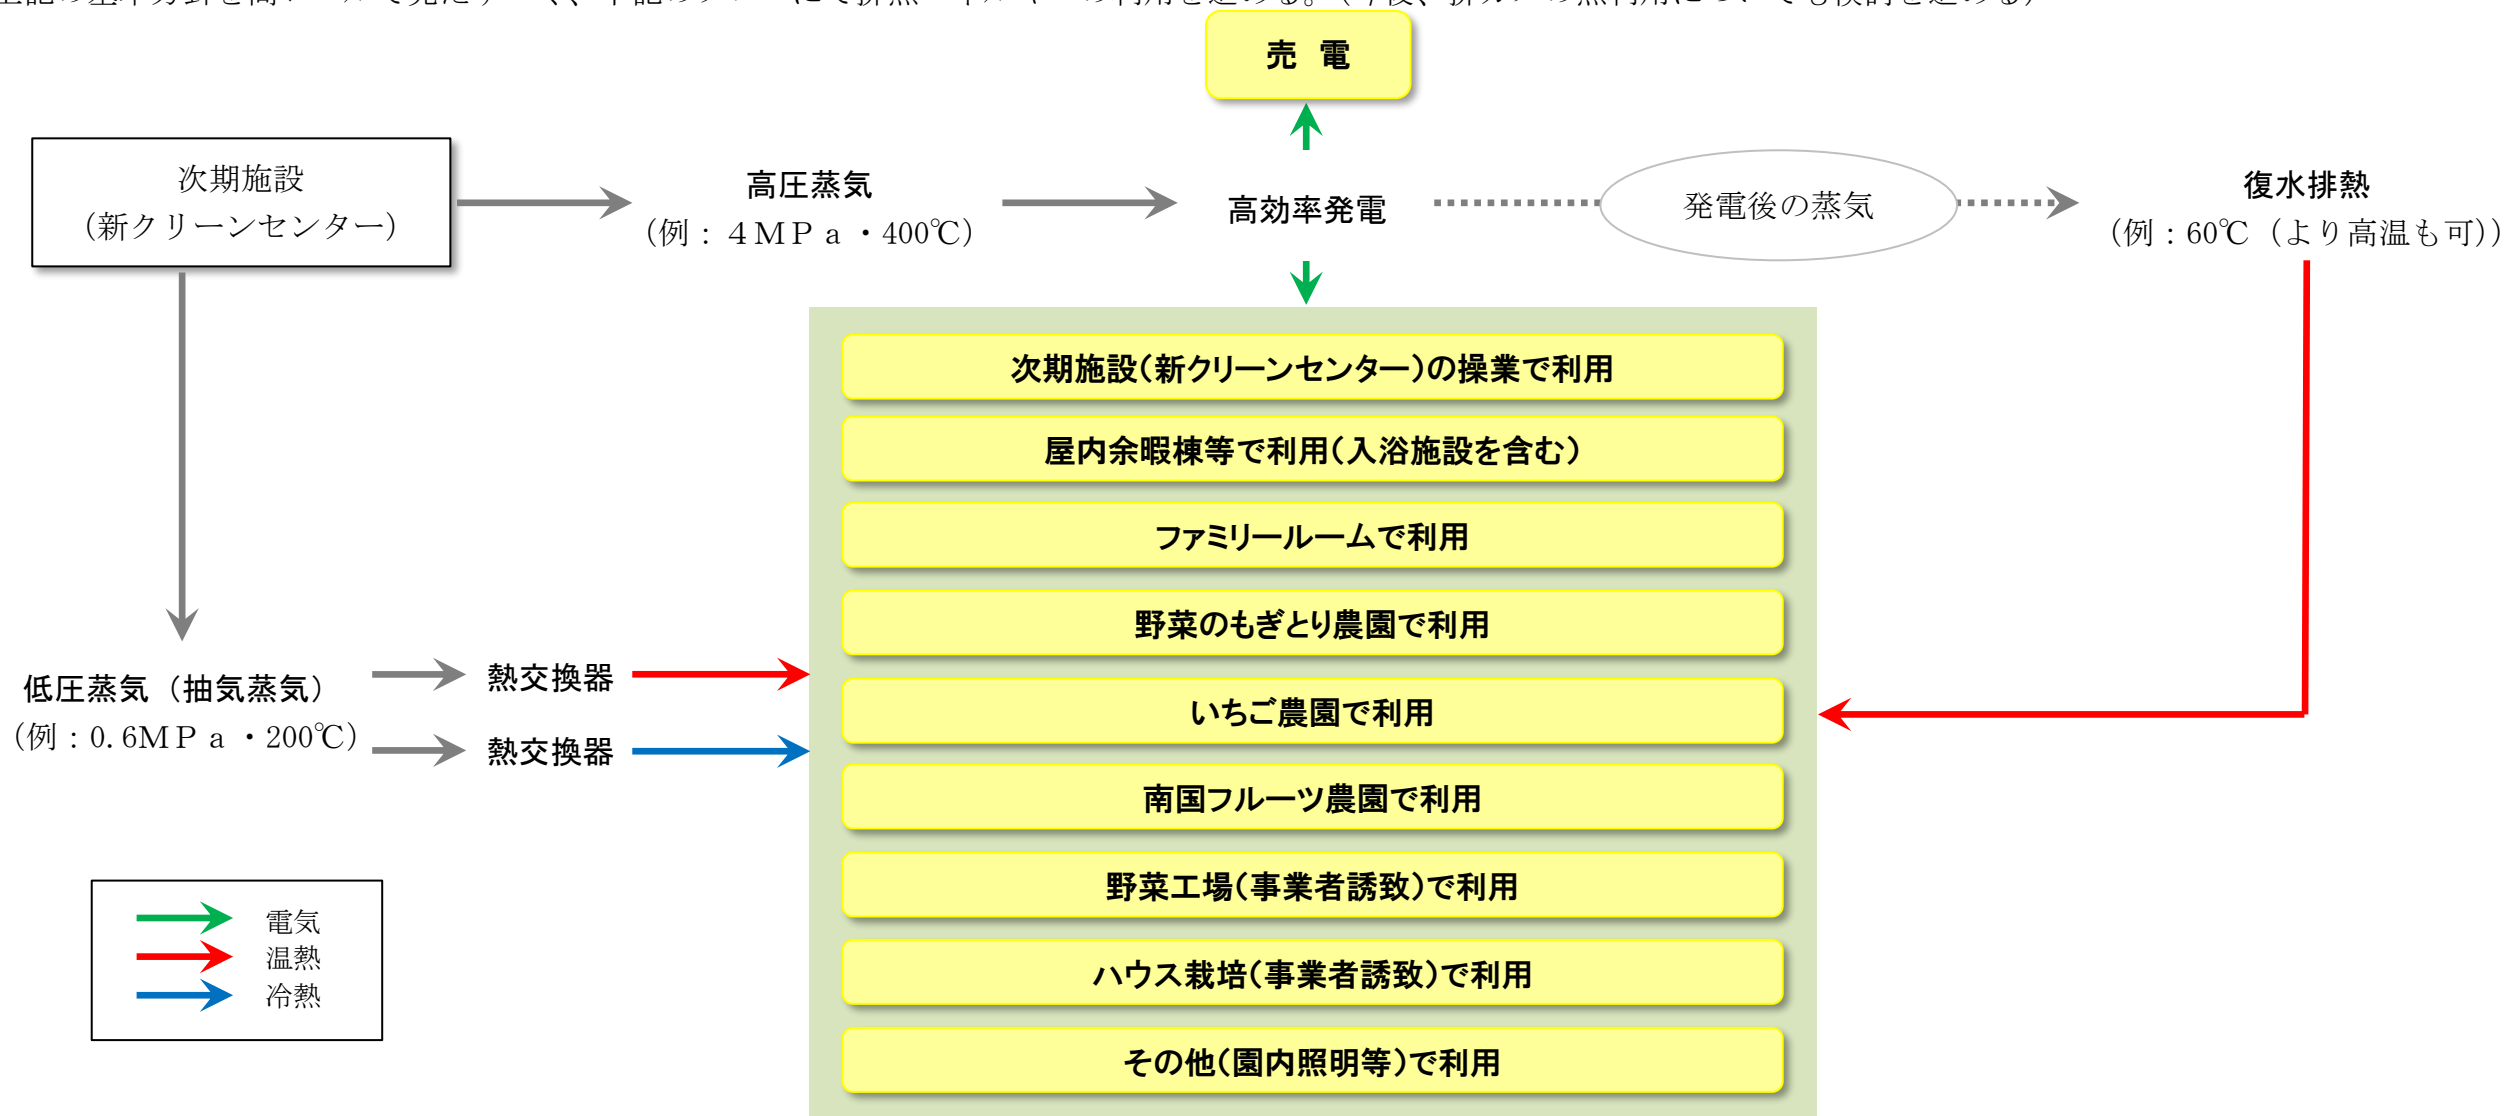 売　電
次期施設
（新クリーンセンター）
高圧蒸気
（例：４ＭＰａ・400℃）
高効率発電
発電後の蒸気
復水排熱
（例：60℃（より高温も可））
次期施設（新クリーンセンター）の操業で利用
屋内余暇棟等で利用（入浴施設を含む）
ファミリールームで利用
野菜のもぎとり農園で利用
いちご農園で利用
南国フルーツ農園で利用
野菜工場（事業者誘致）で利用
ハウス栽培（事業者誘致）で利用
その他（園内照明等）で利用
低圧蒸気（抽気蒸気）
（例：0.6ＭＰａ・200℃）
熱交換器
熱交換器
電気
温熱
冷熱